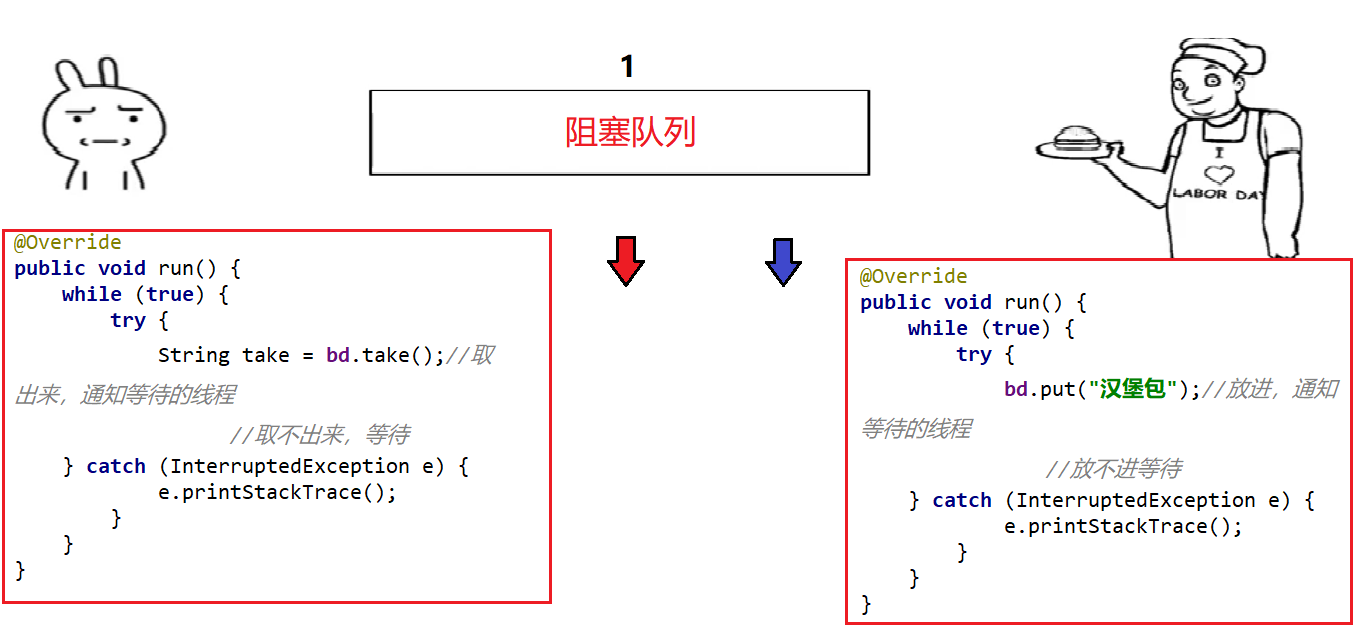 1
阻塞队列
I
LABOR DAY
@Override
public void run() {
while (true) {
try {
String take = bd.take();//取
出来，通知等待的线程
//取不出来，等待
} catch (InterruptedException e) {
e.printStackTrace();
}
}
}
@Override
public void run() {
while (true) {
try {
bd.put("汉堡包");//放进，通知
等待的线程
//放不进等待
} catch (InterruptedException e) {
e.printStackTrace();
}
}
}